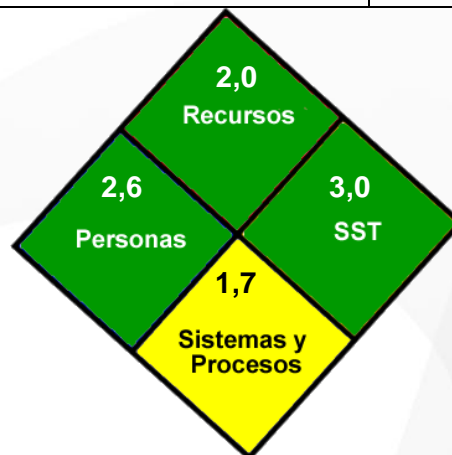 2,0
Recursos
2,6
Personas
3,0
SST
1,7
Sistemas y
Procesos